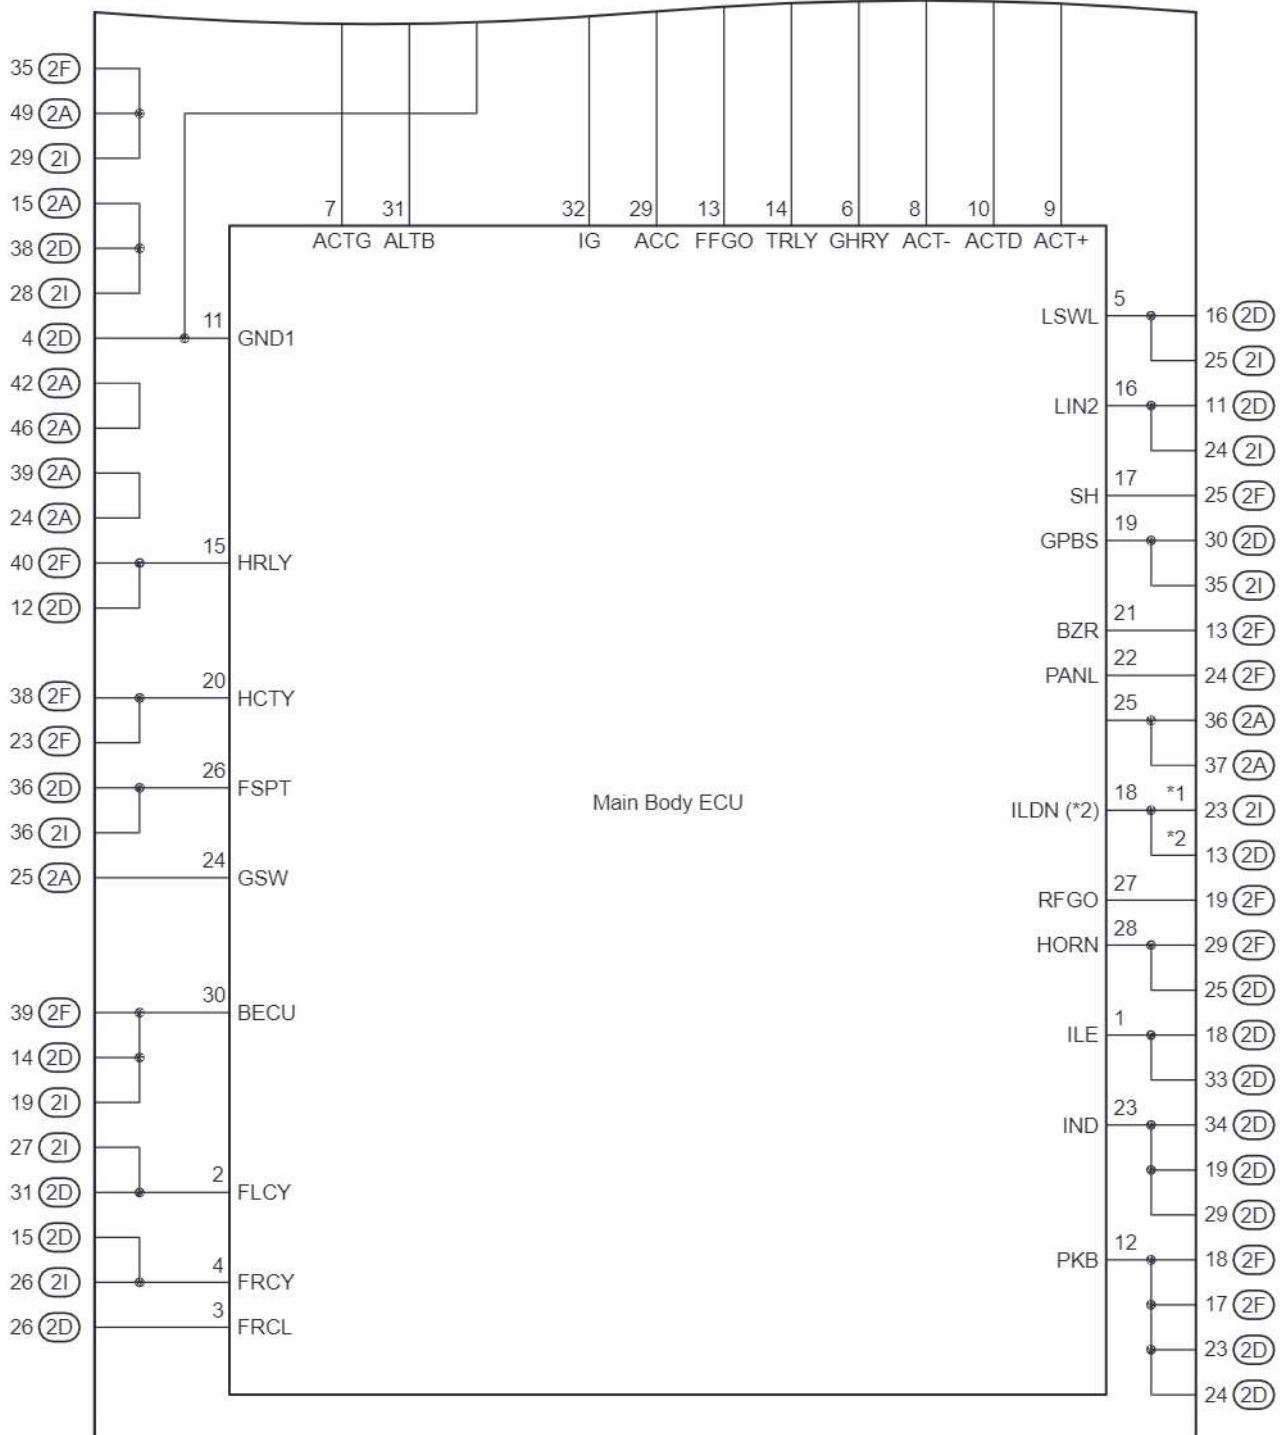 35 2F
49 2A
29 2I
15 2A
38 2D
28 2I
4 2D
42 2A
46 2A
39 2A
24 2A
40 2F
12 2D
38 2F
23 2F
36 2D
36 2I
25 2A
39 2F
14 2D
19 2I
27 2I
31 2D
15 2D
26 2I
26 2D
7 31 32 29 13 14 6 8 10 9
ACTG ALTB IG ACC FFGO TRLY GHRY ACT- ACTD ACT+
11 GND1
15 HRLY
20 HCTY
26 FSPT
24 GSW
30 BECU
2 FLCY
4 FRCY
3 FRCL
Main Body ECU
LSWL 5
LIN2 16
SH 17
GPBS 19
BZR 21
PANL 22
25
ILDN (*2) 18 *1
*2
RFGO 27
HORN 28
ILE 1
IND 23
PKB 12
16 2D
25 2I
11 2D
24 2I
25 2F
30 2D
35 2I
13 2F
24 2F
36 2A
37 2A
23 2I
13 2D
19 2F
29 2F
25 2D
18 2D
33 2D
34 2D
19 2D
29 2D
18 2F
17 2F
23 2D
24 2D